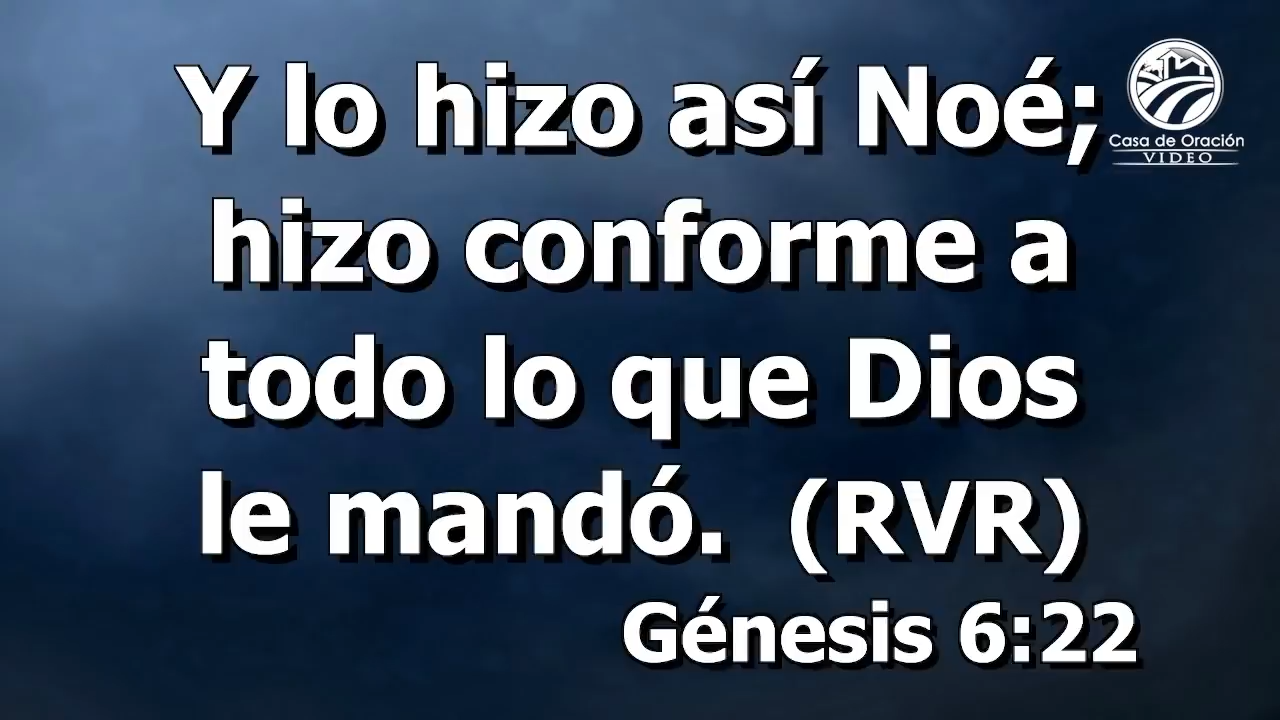 Y lo hizo así Noé;
hizo conforme a
todo lo que Dios
le mandó. (RVR)
Génesis 6:22
Casa de Oración
VIDEO